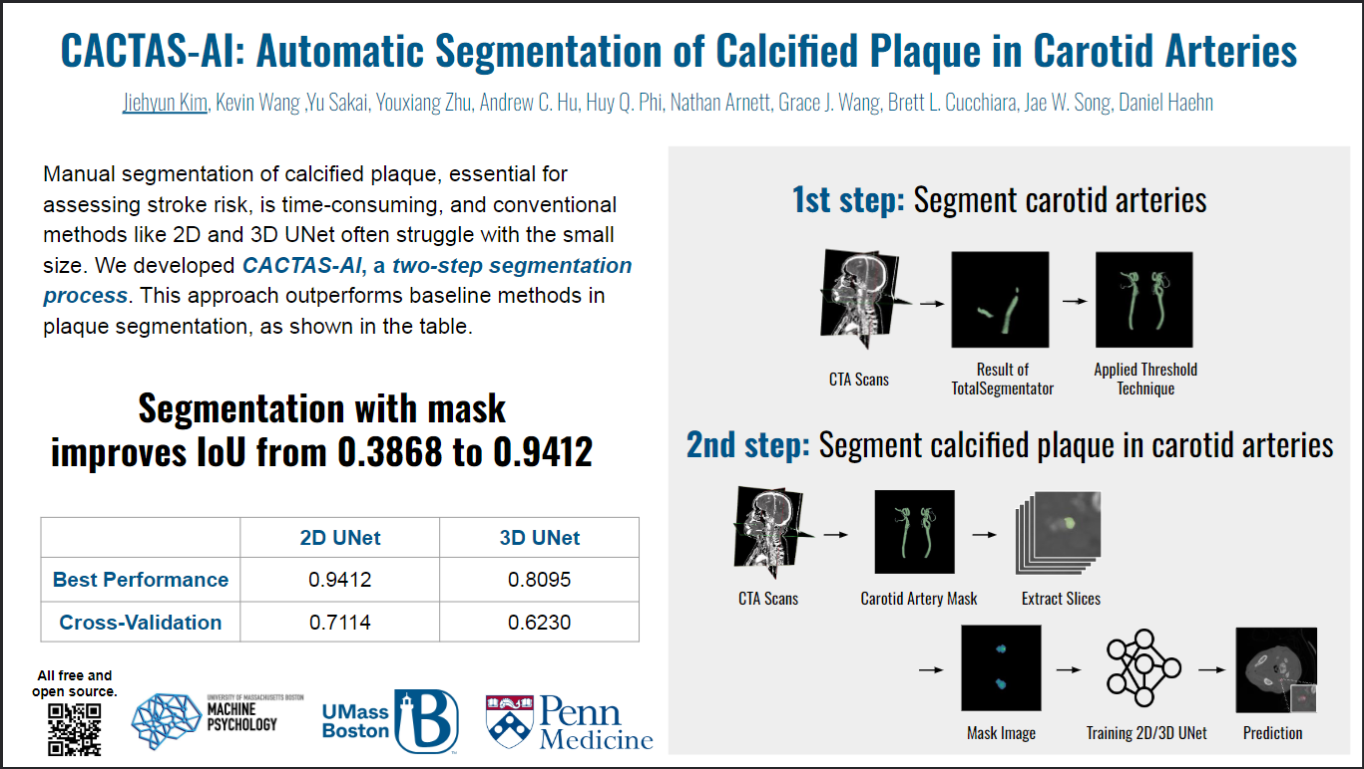 CACTAS-AI: Automatic Segmentation of Calcified Plaque in Carotid Arteries
Jiehyun Kim, Kevin Wang ,Yu Sakai, Youxiang Zhu, Andrew C. Hu, Huy Q. Phi, Nathan Arnett, Grace J. Wang, Brett L. Cucchiara, Jae W. Song, Daniel Haehn
Manual segmentation of calcified plaque, essential for
assessing stroke risk, is time-consuming, and conventional
methods like 2D and 3D UNet often struggle with the small
size. We developed CACTAS-AI, a two-step segmentation
process. This approach outperforms baseline methods in
plaque segmentation, as shown in the table.
Segmentation with mask
improves IoU from 0.3868 to 0.9412
2D UNet 3D UNet
Best Performance 0.9412 0.8095
Cross-Validation 0.7114 0.6230
All free and
open source.
UNIVERSITY OF MASSACHUSETTS BOSTON
MACHINE
PSYCHOLOGY
UMass
Boston
B
Penn
Medicine
1st step: Segment carotid arteries
CTA Scans
Result of
TotalSegmentator
Applied Threshold
Technique
2nd step: Segment calcified plaque in carotid arteries
CTA Scans
Carotid Artery Mask
Extract Slices
Mask Image
Training 2D/3D UNet
Prediction